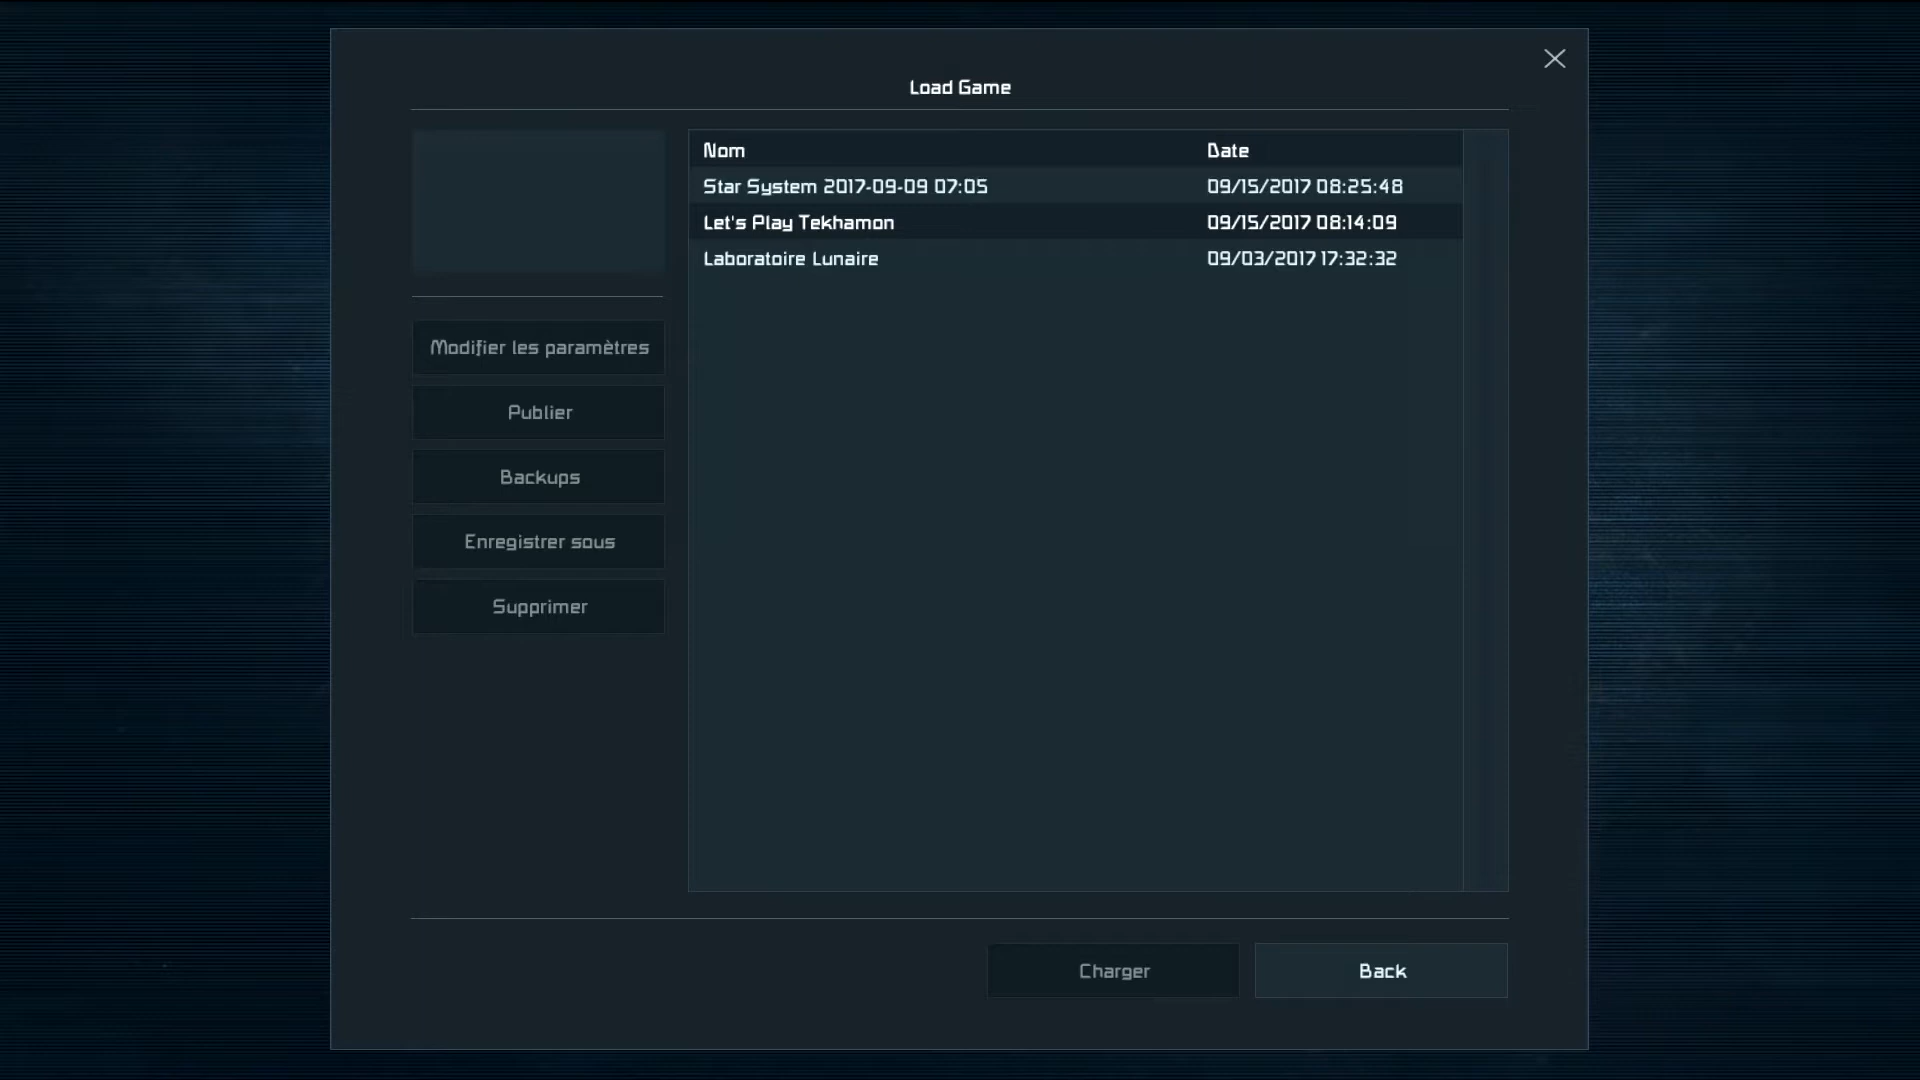 Load Game
Nom Date
Star System 2017-09-09 07:05 09/15/2017 08:25:48
Let's Play Tekhamon 09/15/2017 08:14:09
Laboratoire Lunaire 09/03/2017 17:32:32
Modifier les paramètres
Publier
Backups
Enregistrer sous
Supprimer
Charger Back